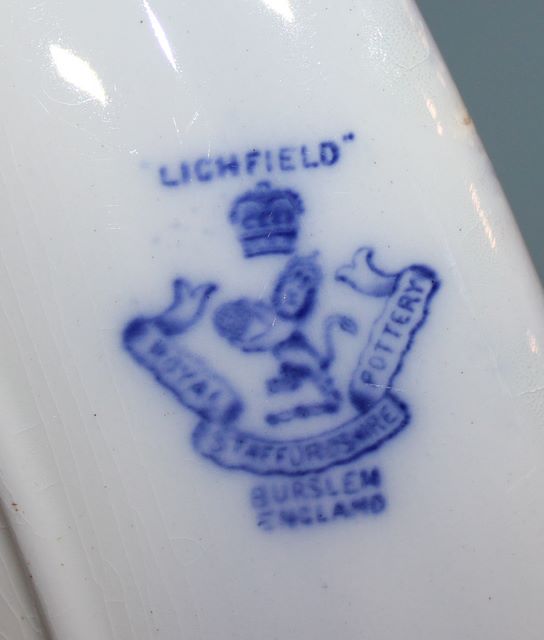 "LICHFIELD"
ROYAL STAFFORDSHIRE POTTERY
BURSLEM
ENGLAND